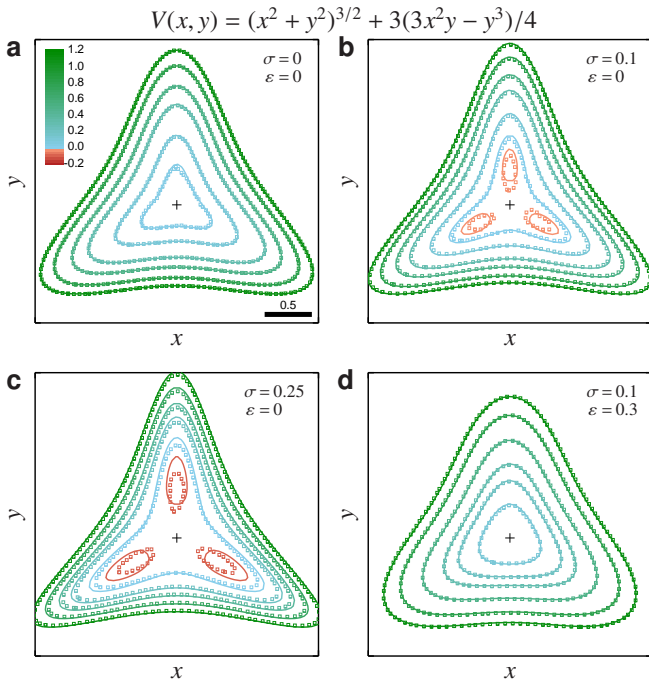 V(x, y) = (x² + y²)^{3/2} + 3(3x²y − y³)/4
a
1.2
1.0
0.8
0.6
0.4
0.2
0.0
-0.2
σ = 0
ε = 0
y
0.5
x
b
σ = 0.1
ε = 0
y
x
c
σ = 0.25
ε = 0
y
x
d
σ = 0.1
ε = 0.3
y
x